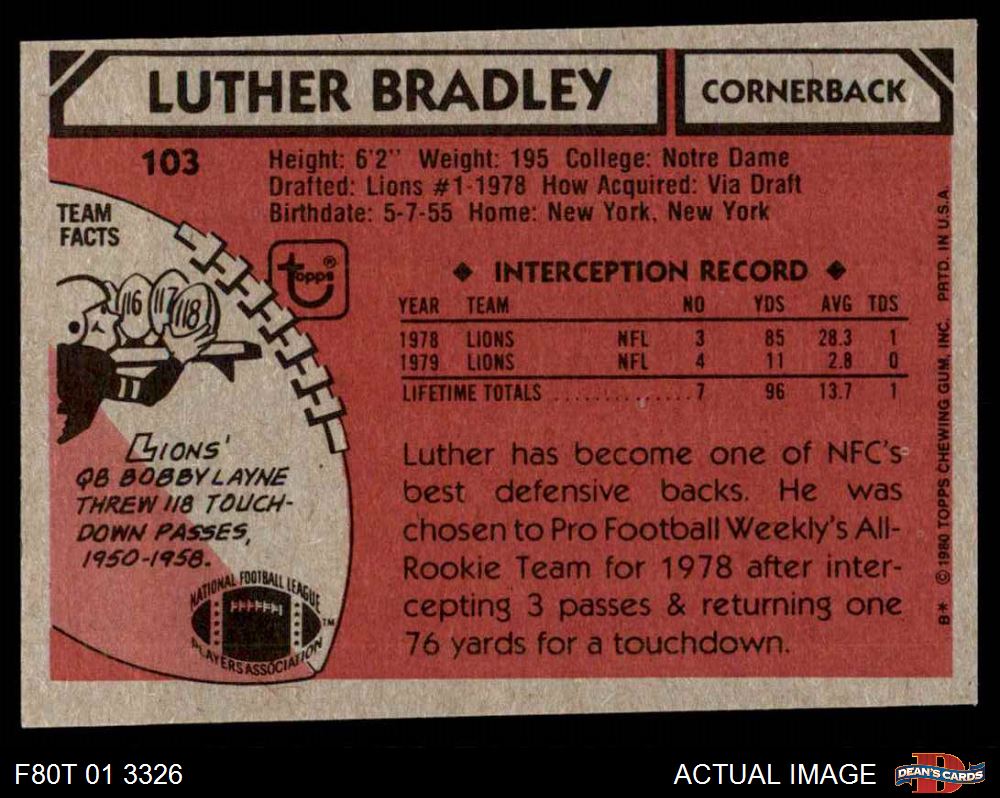 LUTHER BRADLEY
CORNERBACK
103
Height: 6'2" Weight: 195 College: Notre Dame
Drafted: Lions #1-1978 How Acquired: Via Draft
Birthdate: 5-7-55 Home: New York, New York
TEAM
FACTS
116 117 118
topps ®
◆ INTERCEPTION RECORD ◆
YEAR TEAM NO YDS AVG TDS
1978 LIONS NFL 3 85 28.3 1
1979 LIONS NFL 4 11 2.8 0
LIFETIME TOTALS .............. 7 96 13.7 1
LIONS'
QB BOBBY LAYNE
THREW 118 TOUCH-
DOWN PASSES,
1950-1958.
NATIONAL FOOTBALL LEAGUE
PLAYERS ASSOCIATION
TM
Luther has become one of NFC's
best defensive backs. He was
chosen to Pro Football Weekly's All-
Rookie Team for 1978 after inter-
cepting 3 passes & returning one
76 yards for a touchdown.
B* © 1980 TOPPS CHEWING GUM, INC. PRTD. IN U.S.A.
F80T 01 3326
ACTUAL IMAGE
D
DEAN'S CARDS